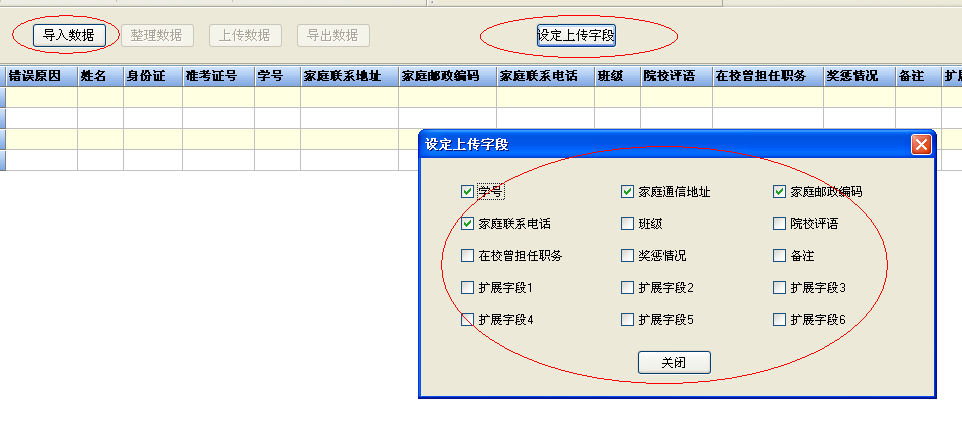 导入数据 整理数据 上传数据 导出数据 设定上传字段
错误原因 姓名 身份证 准考证号 学号 家庭联系地址 家庭邮政编码 家庭联系电话 班级 院校评语 在校曾担任职务 奖惩情况 备注 扩展
设定上传字段
学号 家庭通信地址 家庭邮政编码
家庭联系电话 班级 院校评语
在校曾担任职务 奖惩情况 备注
扩展字段1 扩展字段2 扩展字段3
扩展字段4 扩展字段5 扩展字段6
关闭